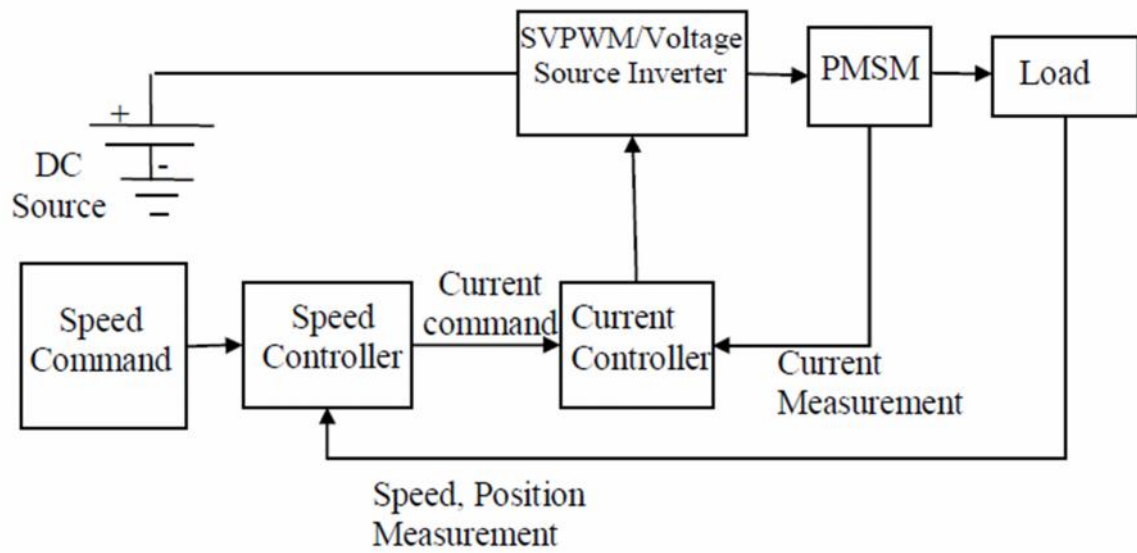 SVPWM/Voltage
Source Inverter
PMSM
Load
+
-
DC
Source
Speed
Command
Speed
Controller
Current
command
Current
Controller
Current
Measurement
Speed, Position
Measurement